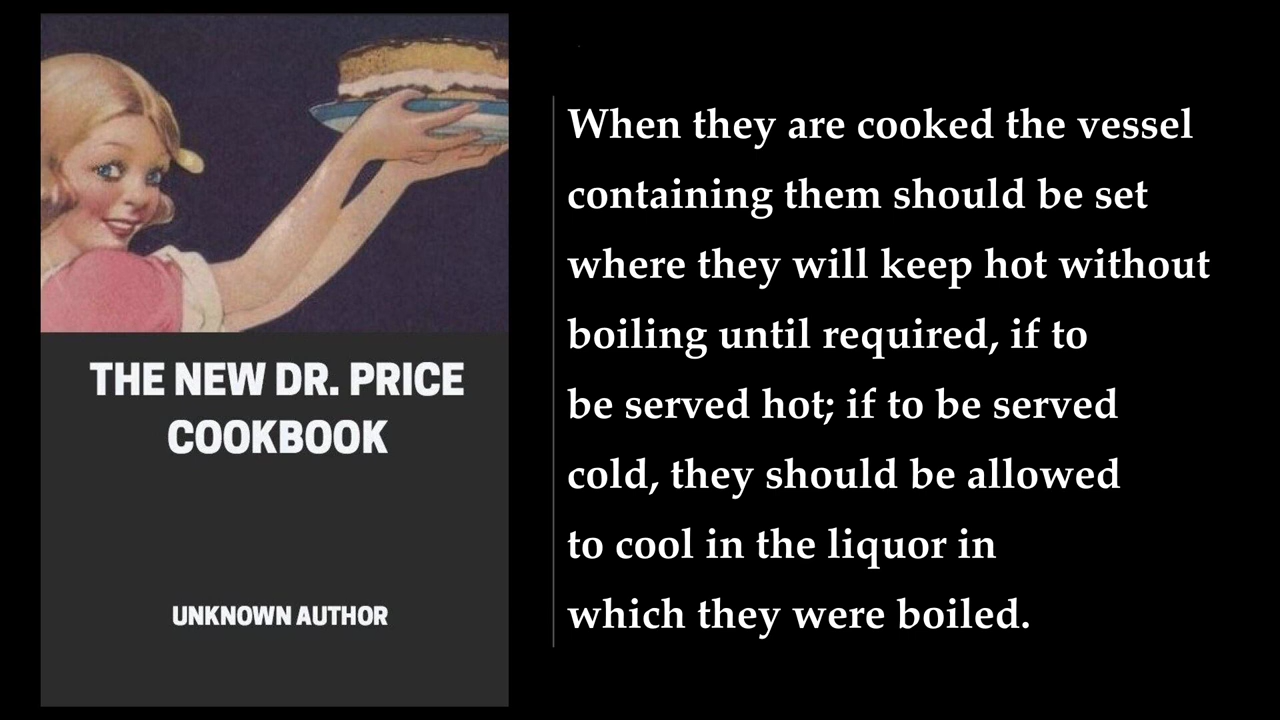 THE NEW DR. PRICE
COOKBOOK
UNKNOWN AUTHOR
When they are cooked the vessel
containing them should be set
where they will keep hot without
boiling until required, if to
be served hot; if to be served
cold, they should be allowed
to cool in the liquor in
which they were boiled.